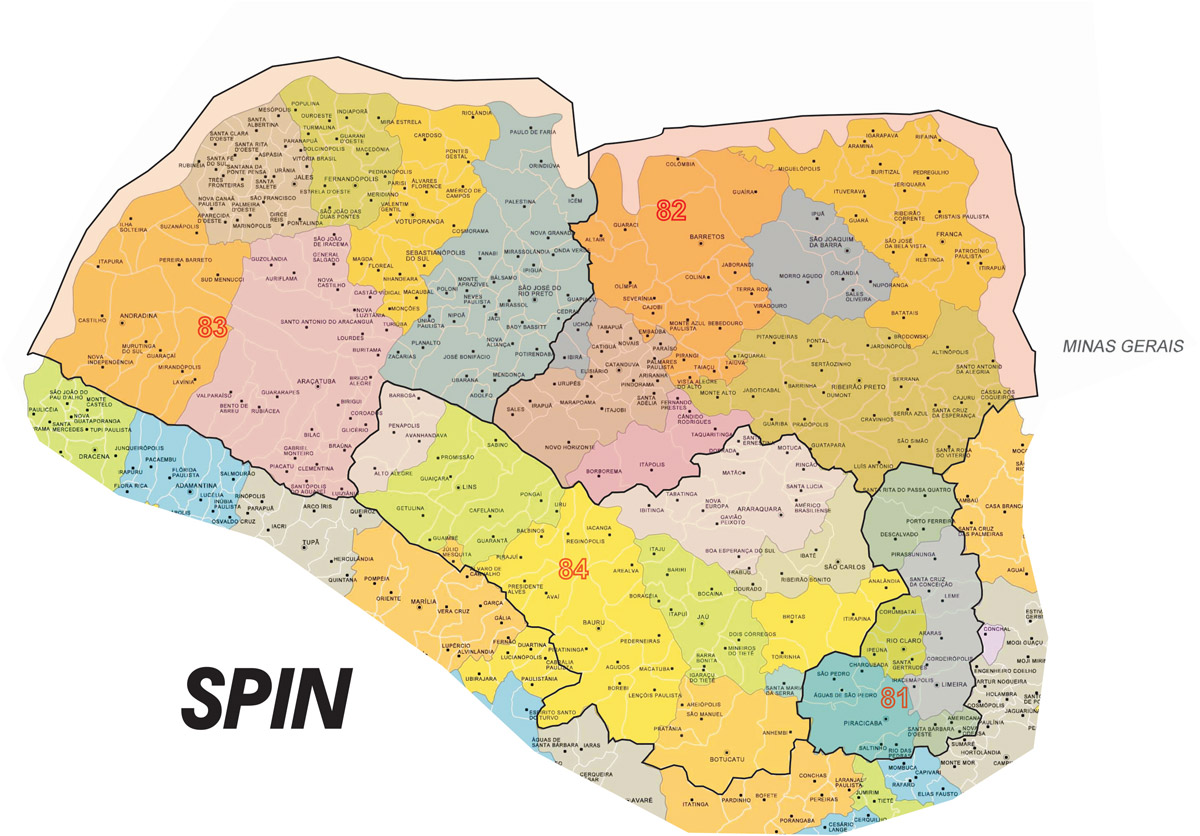 POPULINA
MESÓPOLIS
OUROESTE
INDIAPORÃ
SANTA
ALBERTINA
TURMALINA
MIRA ESTRELA
RIOLÂNDIA
PAULO DE FARIA
SANTA CLARA
D'OESTE
SANTA RITA
D'OESTE
PARANAPUÃ
GUARANI
D'OESTE
CARDOSO
DOLCINÓPOLIS
MACEDÔNIA
ASPÁSIA
VITÓRIA BRASIL
PONTES
GESTAL
ORINDIÚVA
RUBINÉIA
SANTA FÉ
DO SUL
SANTANA DA
PONTE PENSA
URÂNIA
PEDRANÓPOLIS
TRÊS
FRONTEIRAS
SANTA
SALETE
JALES
FERNANDÓPOLIS
PARISI
ÁLVARES
FLORENCE
ESTRELA D'OESTE
MERIDIANO
AMÉRICO DE
CAMPOS
NOVA CANAÃ
PAULISTA
SÃO FRANCISCO
PALMEIRA
D'OESTE
VALENTIM
GENTIL
PALESTINA
ICÉM
APARECIDA
D'OESTE
DIRCE
REIS
SÃO JOÃO DAS
DUAS PONTES
VOTUPORANGA
MARINÓPOLIS
PONTALINDA
COSMORAMA
NOVA GRANADA
ILHA
SOLTEIRA
SUZANÁPOLIS
SÃO JOÃO
DE IRACEMA
SEBASTIANÓPOLIS
DO SUL
TANABI
MIRASSOLÂNDIA
ONDA VERDE
ITAPURA
PEREIRA BARRETO
GUZOLÂNDIA
GENERAL
SALGADO
MAGDA
FLOREAL
IPIGUA
SUD MENNUCCI
AURIFLAMA
NOVA
CASTILHO
NHANDEARA
MONTE
APRAZÍVEL
BÁLSAMO
GASTÃO VIDIGAL
MACAUBAL
POLONI
SÃO JOSÉ DO
RIO PRETO
NEVES
PAULISTA
MIRASSOL
GUAPIAÇU
NOVA
LUZITÂNIA
MONÇÕES
CASTILHO
ANDRADINA
83
SANTO ANTONIO DO ARACANGUÁ
TURIÚBA
UNIÃO
PAULISTA
NIPOÃ
JACI
BADY BASSITT
LOURDES
PLANALTO
NOVA
ALIANÇA
MURUTINGA
DO SUL
GUARAÇAÍ
NOVA
INDEPENDÊNCIA
BURITAMA
ZACARIAS
JOSÉ BONIFACIO
POTIRENDABA
MIRANDÓPOLIS
LAVÍNIA
ARAÇATUBA
BREJO
ALEGRE
UBARANA
MENDONÇA
ADOLFO
VALPARAÍSO
GUARARAPES
BARBOSA
BENTO DE
ABREU
RUBIÁCEA
BIRIGUI
COROADOS
GLICERIO
BILAC
BRAÚNA
PENÁPOLIS
AVANHANDAVA
GABRIEL
MONTEIRO
PIACATU
CLEMENTINA
ALTO ALEGRE
SANTÓPOLIS
DO AGUAPEÍ
LUIZIÂNIA
COLÔMBIA
82
GUAIRA
ALTAIR
GUARACI
BARRETOS
OLÍMPIA
COLINA
JABORANDI
SEVERÍNIA
CAJOBI
TERRA ROXA
VIRADOURO
MONTE AZUL
PAULISTA
BEBEDOURO
MIGUELÓPOLIS
ARAMINA
IGARAPAVA
RIFAINA
BURITIZAL
PEDREGULHO
JERIQUARA
ITUVERAVA
IPUÃ
GUARÁ
RIBEIRÃO
CORRENTE
CRISTAIS PAULISTA
SÃO JOAQUIM
DA BARRA
SÃO JOSÉ
DA BELA VISTA
FRANCA
PATROCÍNIO
PAULISTA
RESTINGA
ITIRAPUÃ
MORRO AGUDO
ORLÂNDIA
SALES
OLIVEIRA
NUPORANGA
BATATAIS
UCHÔA
TABAPUÃ
EMBAÚBA
CATIGUÁ
NOVAIS
PARAÍSO
IBIRÁ
PALMARES
PAULISTA
PIRANGI
CATANDUVA
ELISIÁRIO
ARIRANHA
PINDORAMA
VISTA ALEGRE
DO ALTO
TAIAÇU
TAIÚVA
TAQUARAL
URUPÊS
SANTA
ADÉLIA
FERNANDO
PRESTES
SALES
IRAPUÃ
MARAPOAMA
ITAJOBI
CÂNDIDO
RODRIGUES
NOVO HORIZONTE
TAQUARITINGA
BORBOREMA
ITÁPOLIS
PITANGUEIRAS
PONTAL
JARDINÓPOLIS
BRODOWSKI
ALTINÓPOLIS
SERTÃOZINHO
SANTO ANTONIO
DA ALEGRIA
MONTE ALTO
JABOTICABAL
BARRINHA
DUMONT
RIBEIRÃO PRETO
SERRANA
CAJURU
CÁSSIA DOS
COQUEIROS
GUARIBA
PRADÓPOLIS
CRAVINHOS
SERRA AZUL
SANTA CRUZ
DA ESPERANÇA
GUATAPARÁ
SÃO SIMÃO
SANTA ROSA
DO VITERBO
LUÍS ANTÔNIO
MINAS GERAIS
SÃO JOÃO DO
PAU D'ALHO
MONTE
CASTELO
PAULICÉIA
NOVA
GUATAPORANGA
SANTA
MERCEDES
TUPI PAULISTA
DRACENA
JUNQUEIRÓPOLIS
PACAEMBU
FLÓRIDA
PAULISTA
SALMOURÃO
IRAPURU
FLORA RICA
ADAMANTINA
LUCÉLIA
INÚBIA
PAULISTA
OSVALDO CRUZ
RINÓPOLIS
PARAPUÃ
ARCO ÍRIS
IACRI
QUEIROZ
TUPÃ
HERCULÂNDIA
QUINTANA
POMPÉIA
ORIENTE
MARÍLIA
VERA CRUZ
GARÇA
GÁLIA
LUPÉRCIO
FERNÃO
ALVINLÂNDIA
DUARTINA
LUCIANÓPOLIS
UBIRAJARA
CABRÁLIA
PAULISTA
PAULISTÂNIA
ESPÍRITO SANTO
DO TURVO
ÁGUAS DE
SANTA BÁRBARA
IARAS
CERQUEIRA
SABINO
PROMISSÃO
GUAIÇARA
LINS
GETULINA
CAFELÂNDIA
PONGAÍ
URU
GUAIMBÉ
GUARANTÃ
JÚLIO
MESQUITA
BALBINOS
PIRAJUÍ
ÁLVARO DE
CARVALHO
PRESIDENTE
ALVES
IACANGA
REGINÓPOLIS
84
AREALVA
AVAÍ
BAURU
PIRATININGA
PEDERNEIRAS
AGUDOS
MACATUBA
BOREBI
LENÇÓIS PAULISTA
ITAJU
BARIRI
BOCAINA
BORACÉIA
ITAPUÍ
JAÚ
DOIS CÓRREGOS
MINEIROS
DO TIETÊ
BARRA
BONITA
IGARAÇU
DO TIETÊ
DOBRADA
SANTA
ERNESTINA
MOTUCA
MATÃO
RINCÃO
TABATINGA
SANTA LÚCIA
IBITINGA
NOVA
EUROPA
ARARAQUARA
AMÉRICO
BRASILIENSE
GAVIÃO
PEIXOTO
BOA ESPERANÇA DO SUL
TRABIJU
IBATÉ
SÃO CARLOS
DOURADO
RIBEIRÃO BONITO
BROTAS
ITIRAPINA
ANALÂNDIA
TORRINHA
SANTA MARIA
DA SERRA
AREIÓPOLIS
SÃO MANUEL
PRATÂNIA
ANHEMBI
BOTUCATU
AVARÉ
ITATINGA
PARDINHO
BOFETE
CONCHAS
PEREIRAS
LARANJAL
PAULISTA
JUMIRIM
TIETÊ
PORANGABA
CESÁRIO
LANGE
CERQUILHO
SANTA RITA DO PASSA QUATRO
PORTO FERREIRA
DESCALVADO
PIRASSUNUNGA
SANTA CRUZ
DA CONCEIÇÃO
LEME
CORUMBATAÍ
ARARAS
RIO CLARO
IPEÚNA
CHARQUEADA
SANTA
GERTRUDES
CORDEIRÓPOLIS
SÃO PEDRO
IRACEMÁPOLIS
LIMEIRA
ÁGUAS DE SÃO PEDRO
81
PIRACICABA
SANTA BÁRBARA
D'OESTE
AMERICANA
NOVA
ODESSA
SALTINHO
RIO DAS
PEDRAS
MOMBUCA
CAPIVARI
RAFARD
ELIAS FAUSTO
SUMARÉ
HORTOLÂNDIA
MONTE MOR
PAULÍNIA
COSMÓPOLIS
HOLAMBRA
ARTUR NOGUEIRA
ENGENHEIRO COELHO
CONCHAL
MOGI GUAÇU
CASA BRANCA
SANTA CRUZ
DAS PALMEIRAS
AGUAÍ
SPIN